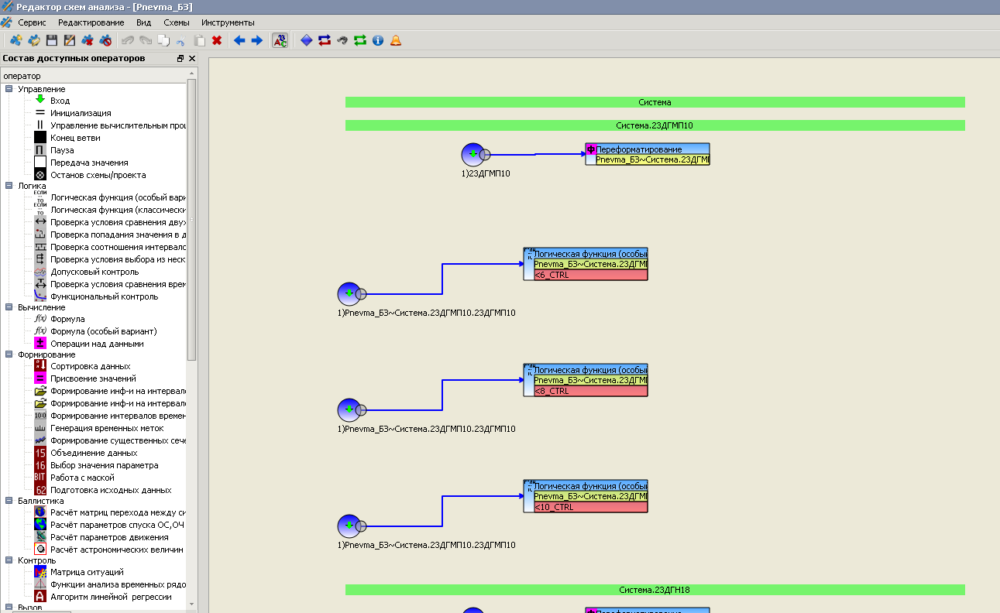 Редактор схем анализа - [Pnevma_БЗ]
Сервис Редактирование Вид Схемы Инструменты
Состав доступных операторов
оператор
Управление
Вход
Инициализация
Управление вычислительным проц
Конец ветви
Пауза
Передача значения
Останов схемы/проекта
Логика
Логическая функция (особый вари
Логическая функция (классически
Проверка условия сравнения двух
Проверка попадания значения в д
Проверка соотношения интервалс
Проверка условия выбора из неск
Допусковый контроль
Проверка условия сравнения врем
Функциональный контроль
Вычисление
Формула
Формула (особый вариант)
Операции над данными
Формирование
Сортировка данных
Присвоение значений
Формирование инф-и на интервал
Формирование инф-и на интервал
Формирование интервалов времен
Генерация временных меток
Формирование существенных сече
Объединение данных
Выбор значения параметра
Работа с маской
Подготовка исходных данных
Баллистика
Расчёт матриц перехода между си
Расчёт параметров спуска ОС,ОЧ
Расчёт параметров движения
Расчёт астрономических величин
Контроль
Матрица ситуаций
Функции анализа временных рядо
Алгоритм линейной регрессии
Вызов
Система
Система.23ДГМП10
Переформатирование
Pnevma_БЗ~Система.23ДГМ
1)23ДГМП10
Логическая функция (особый
Pnevma_БЗ~Система.23ДГМ
<6_CTRL
1)Pnevma_БЗ~Система.23ДГМП10.23ДГМП10
Логическая функция (особый
Pnevma_БЗ~Система.23ДГМ
<8_CTRL
1)Pnevma_БЗ~Система.23ДГМП10.23ДГМП10
Логическая функция (особый
Pnevma_БЗ~Система.23ДГМ
<10_CTRL
1)Pnevma_БЗ~Система.23ДГМП10.23ДГМП10
Система.23ДГН18
Переформатирование